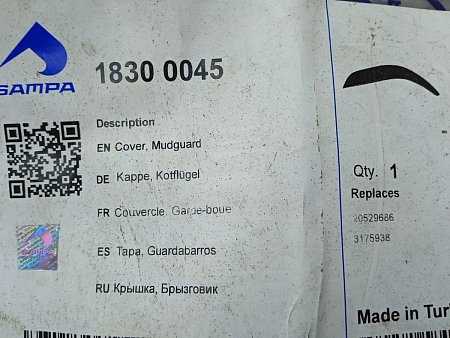 SAMPA
1830 0045
Description
EN Cover, Mudguard
DE Kappe, Kotflügel
FR Couvercle, Garde-boue
ES Tapa, Guardabarros
RU Крышка, Брызговик
Qty. 1
Replaces
20529686
3175938
Made in Tur